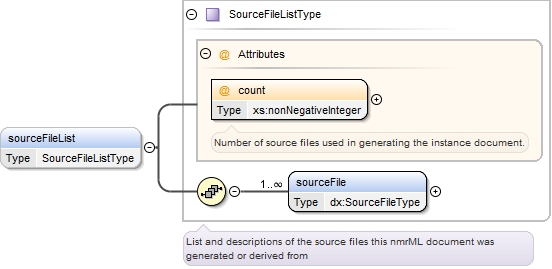 SourceFileListType
@ Attributes
@ count
Type xs:nonNegativeInteger
Number of source files used in generating the instance document.
sourceFileList
Type SourceFileListType
1..∞
sourceFile
Type dx:SourceFileType
List and descriptions of the source files this nmrML document was
generated or derived from